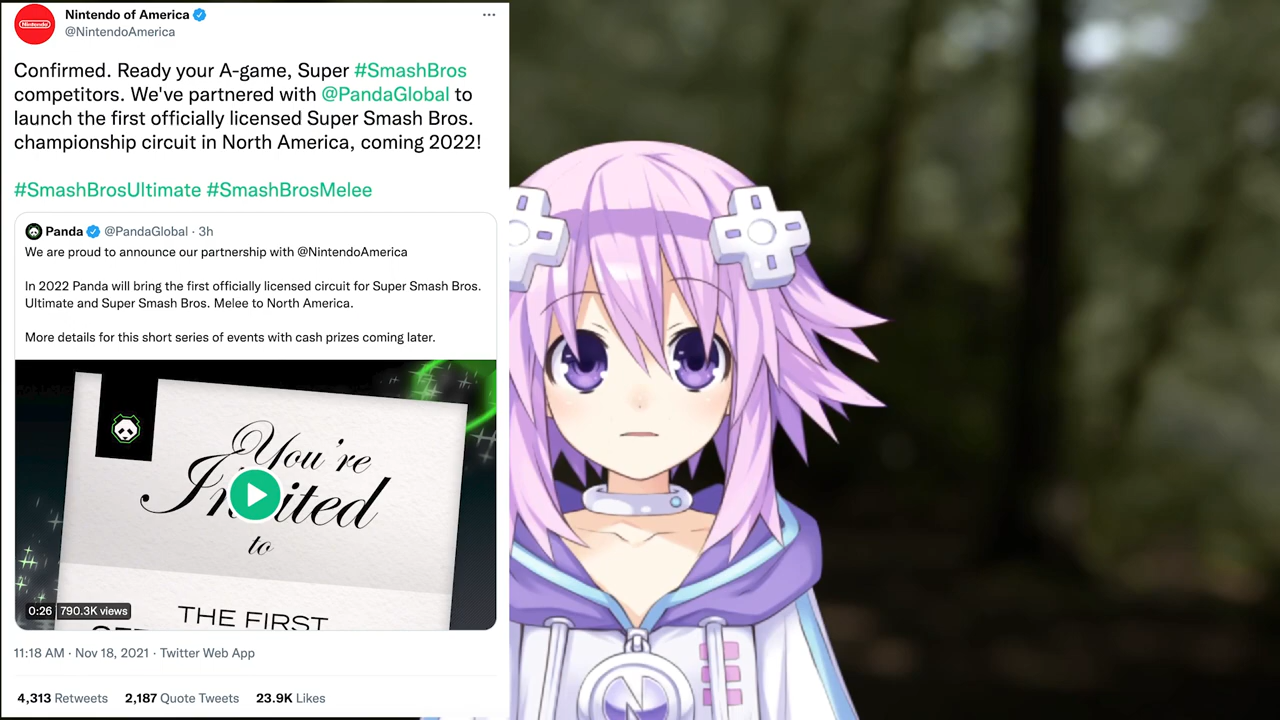 Nintendo of America
@NintendoAmerica
Confirmed. Ready your A-game, Super #SmashBros
competitors. We've partnered with @PandaGlobal to
launch the first officially licensed Super Smash Bros.
championship circuit in North America, coming 2022!
#SmashBrosUltimate #SmashBrosMelee
Panda @PandaGlobal · 3h
We are proud to announce our partnership with @NintendoAmerica
In 2022 Panda will bring the first officially licensed circuit for Super Smash Bros.
Ultimate and Super Smash Bros. Melee to North America.
More details for this short series of events with cash prizes coming later.
You're
Invited
to
THE FIRST
0:26 790.3K views
11:18 AM · Nov 18, 2021 · Twitter Web App
4,313 Retweets 2,187 Quote Tweets 23.9K Likes
N